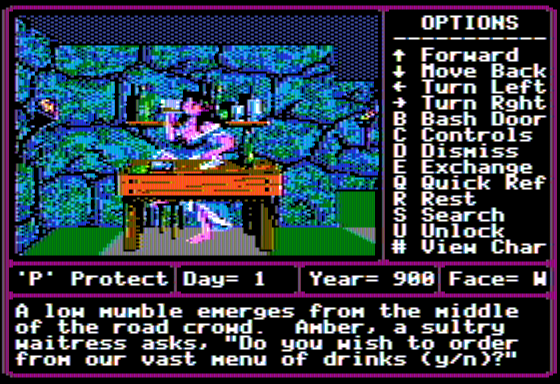 OPTIONS
------------
↑ Forward
↓ Move Back
← Turn Left
→ Turn Rght
B Bash Door
C Controls
D Dismiss
E Exchange
Q Quick Ref
R Rest
S Search
U Unlock
# View Char
'P' Protect Day= 1 Year= 900 Face= W
A low mumble emerges from the middle
of the road crowd. Amber, a sultry
waitress asks, "Do you wish to order
from our vast menu of drinks (y/n)?"